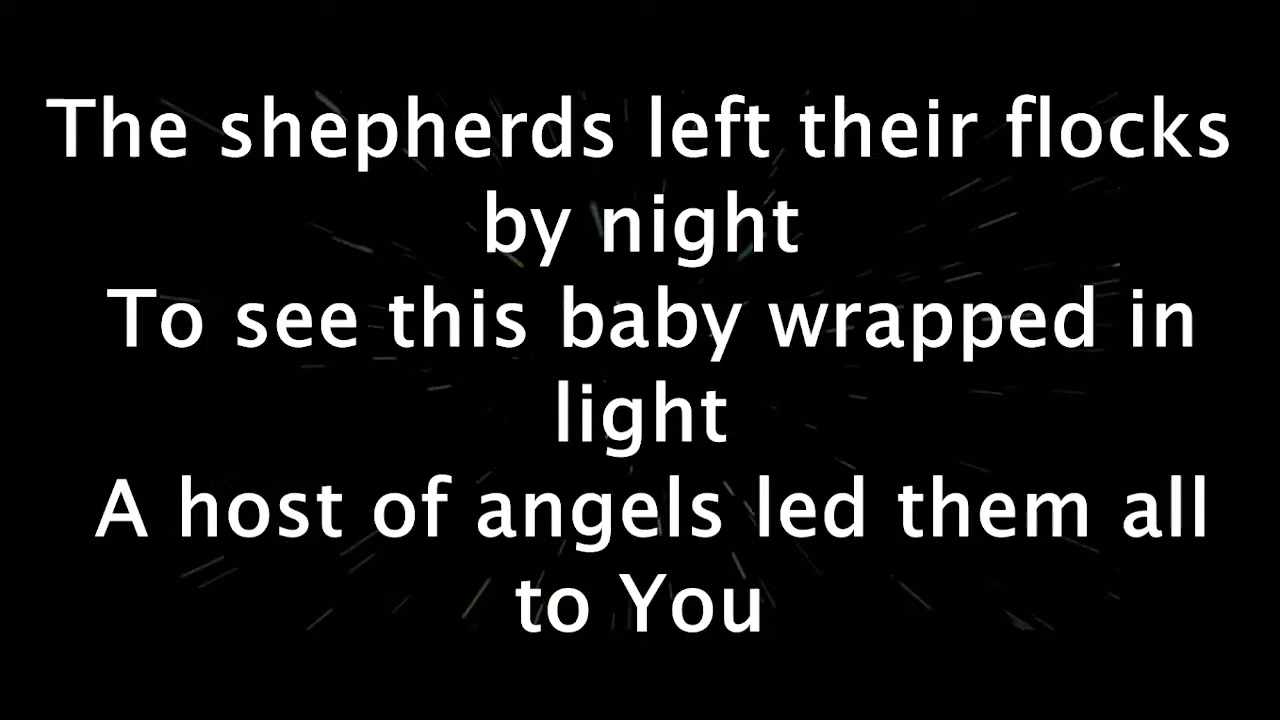 The shepherds left their flocks
by night
To see this baby wrapped in
light
A host of angels led them all
to You